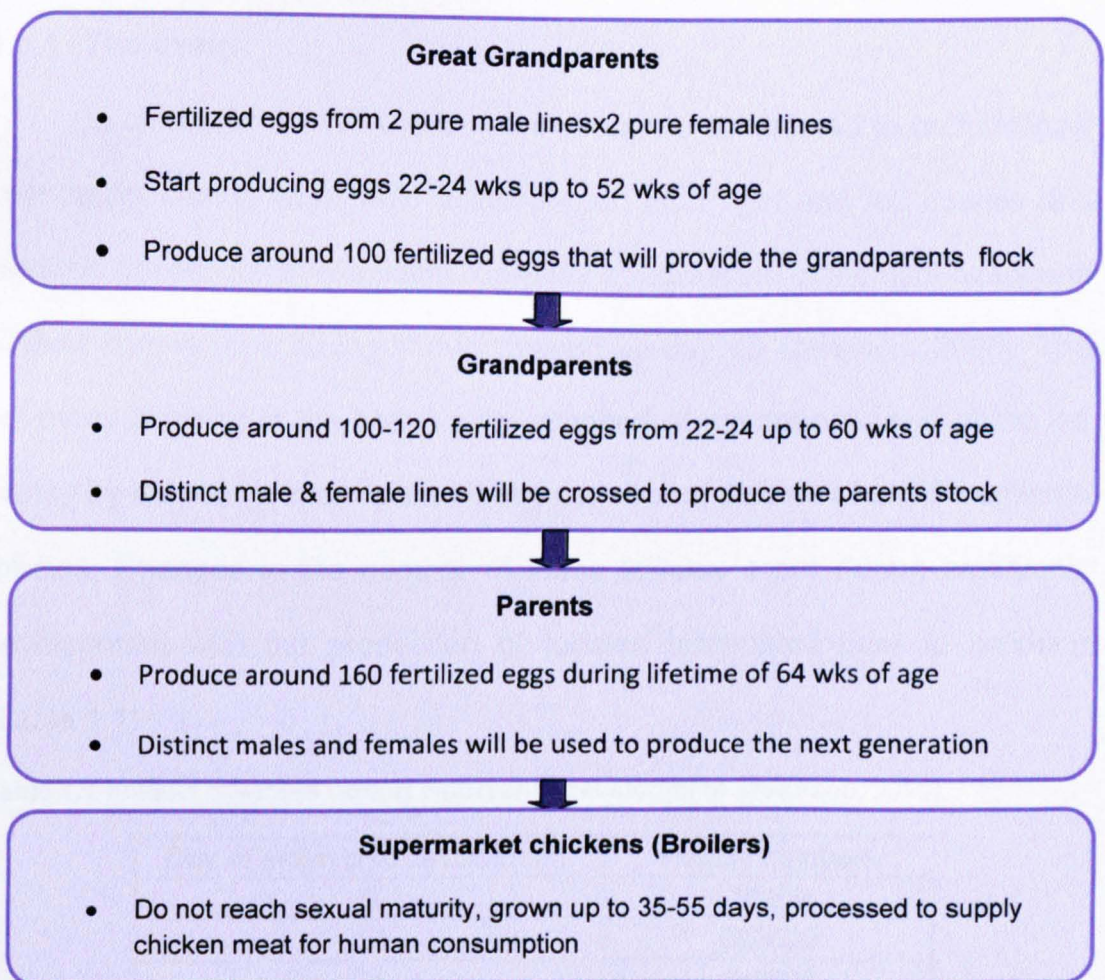 Great Grandparents
• Fertilized eggs from 2 pure male linesx2 pure female lines
• Start producing eggs 22-24 wks up to 52 wks of age
• Produce around 100 fertilized eggs that will provide the grandparents flock
Grandparents
• Produce around 100-120 fertilized eggs from 22-24 up to 60 wks of age
• Distinct male & female lines will be crossed to produce the parents stock
Parents
• Produce around 160 fertilized eggs during lifetime of 64 wks of age
• Distinct males and females will be used to produce the next generation
Supermarket chickens (Broilers)
• Do not reach sexual maturity, grown up to 35-55 days, processed to supply
chicken meat for human consumption